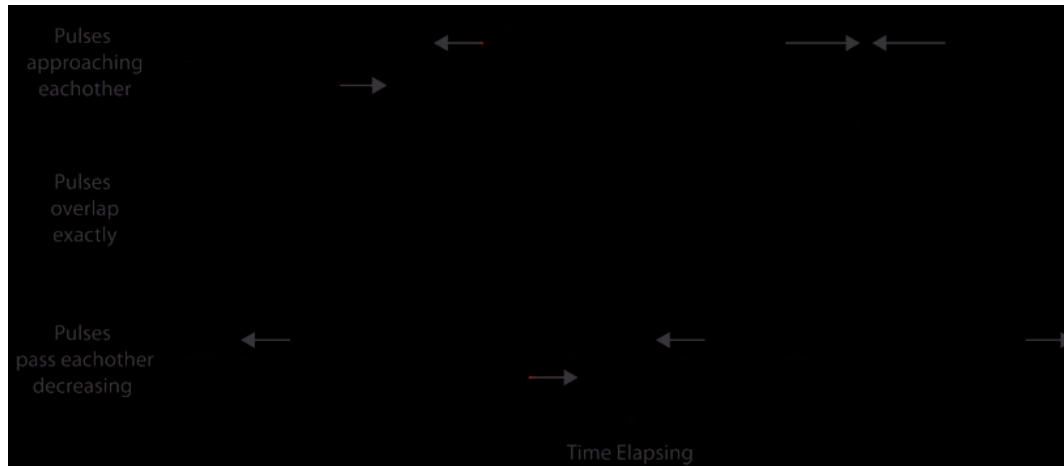 Pulses
approaching
eachother
Pulses
overlap
exactly
Pulses
pass eachother
decreasing
Time Elapsing